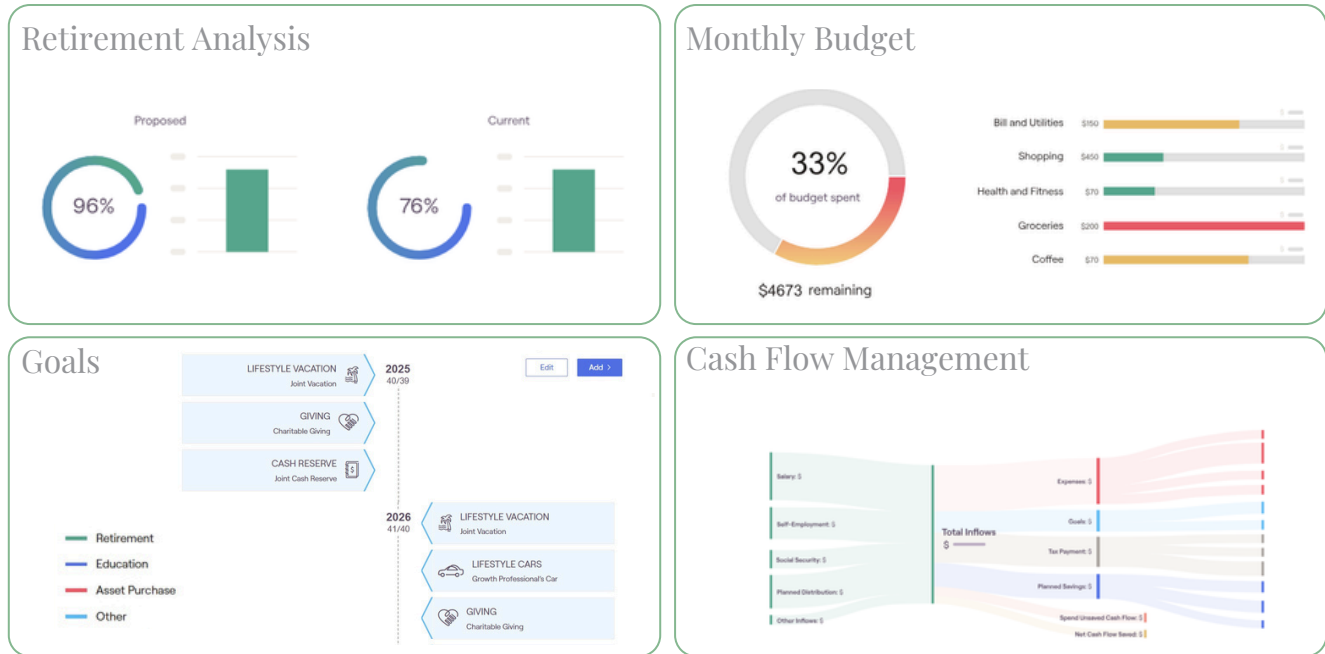 Retirement Analysis
Proposed
Current
96%
76%
Monthly Budget
33%
of budget spent
$4673 remaining
Bill and Utilities $150
Shopping $450
Health and Fitness $70
Groceries $200
Coffee $70
$
$
$
$
$
Goals
LIFESTYLE VACATION
Joint Vacation
GIVING
Charitable Giving
CASH RESERVE
Joint Cash Reserve
2025
40/39
Edit
Add >
2026
41/40
LIFESTYLE VACATION
Joint Vacation
LIFESTYLE CARS
Growth Professional's Car
GIVING
Charitable Giving
Retirement
Education
Asset Purchase
Other
Cash Flow Management
Salary: $
Self-Employment: $
Social Security: $
Planned Distribution: $
Other Inflows: $
Total Inflows
$
Expenses: $
Goals: $
Tax Payment: $
Planned Savings: $
Spend Unsaved Cash Flow: $
Net Cash Flow Saved: $